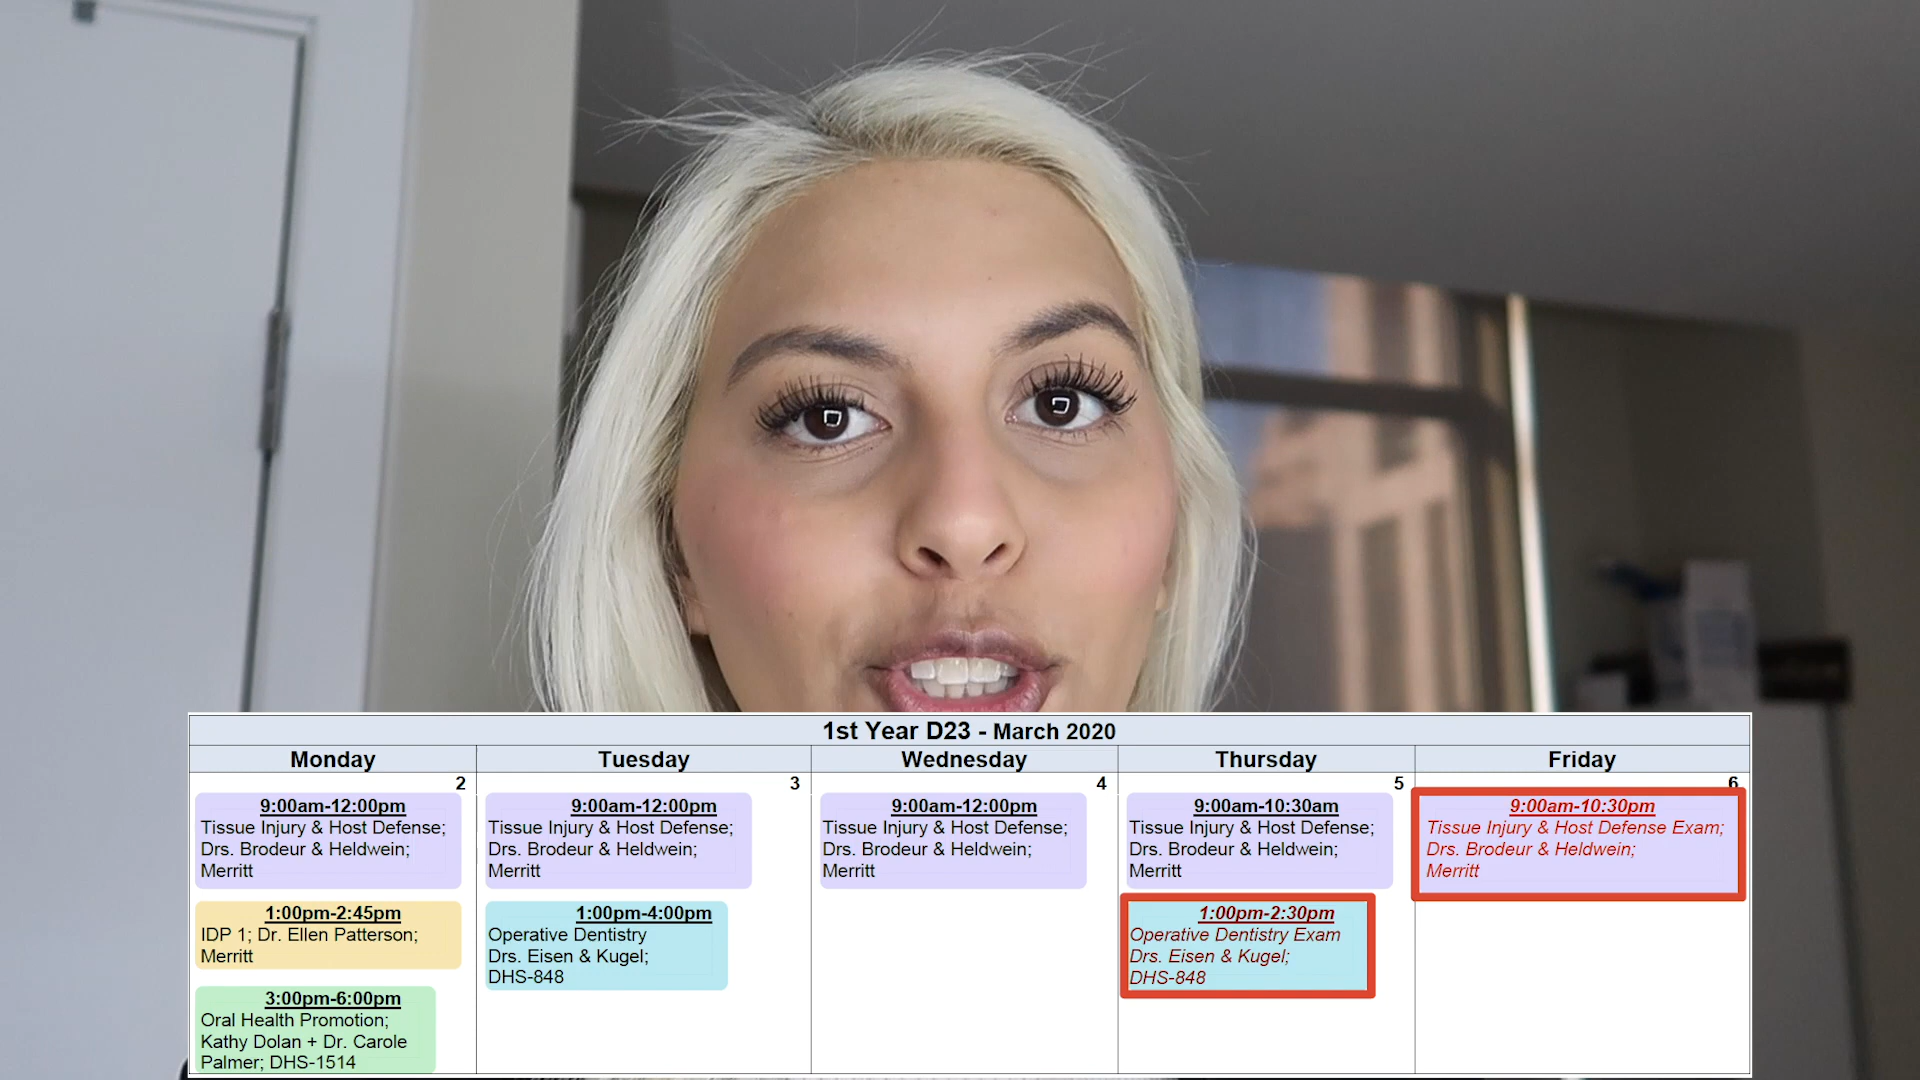 1st Year D23 - March 2020
Monday Tuesday Wednesday Thursday Friday
2 3 4 5 6
9:00am-12:00pm
Tissue Injury & Host Defense;
Drs. Brodeur & Heldwein;
Merritt
1:00pm-2:45pm
IDP 1; Dr. Ellen Patterson;
Merritt
3:00pm-6:00pm
Oral Health Promotion;
Kathy Dolan + Dr. Carole
Palmer; DHS-1514
9:00am-12:00pm
Tissue Injury & Host Defense;
Drs. Brodeur & Heldwein;
Merritt
1:00pm-4:00pm
Operative Dentistry
Drs. Eisen & Kugel;
DHS-848
9:00am-12:00pm
Tissue Injury & Host Defense;
Drs. Brodeur & Heldwein;
Merritt
9:00am-10:30am
Tissue Injury & Host Defense;
Drs. Brodeur & Heldwein;
Merritt
1:00pm-2:30pm
Operative Dentistry Exam
Drs. Eisen & Kugel;
DHS-848
9:00am-10:30pm
Tissue Injury & Host Defense Exam;
Drs. Brodeur & Heldwein;
Merritt